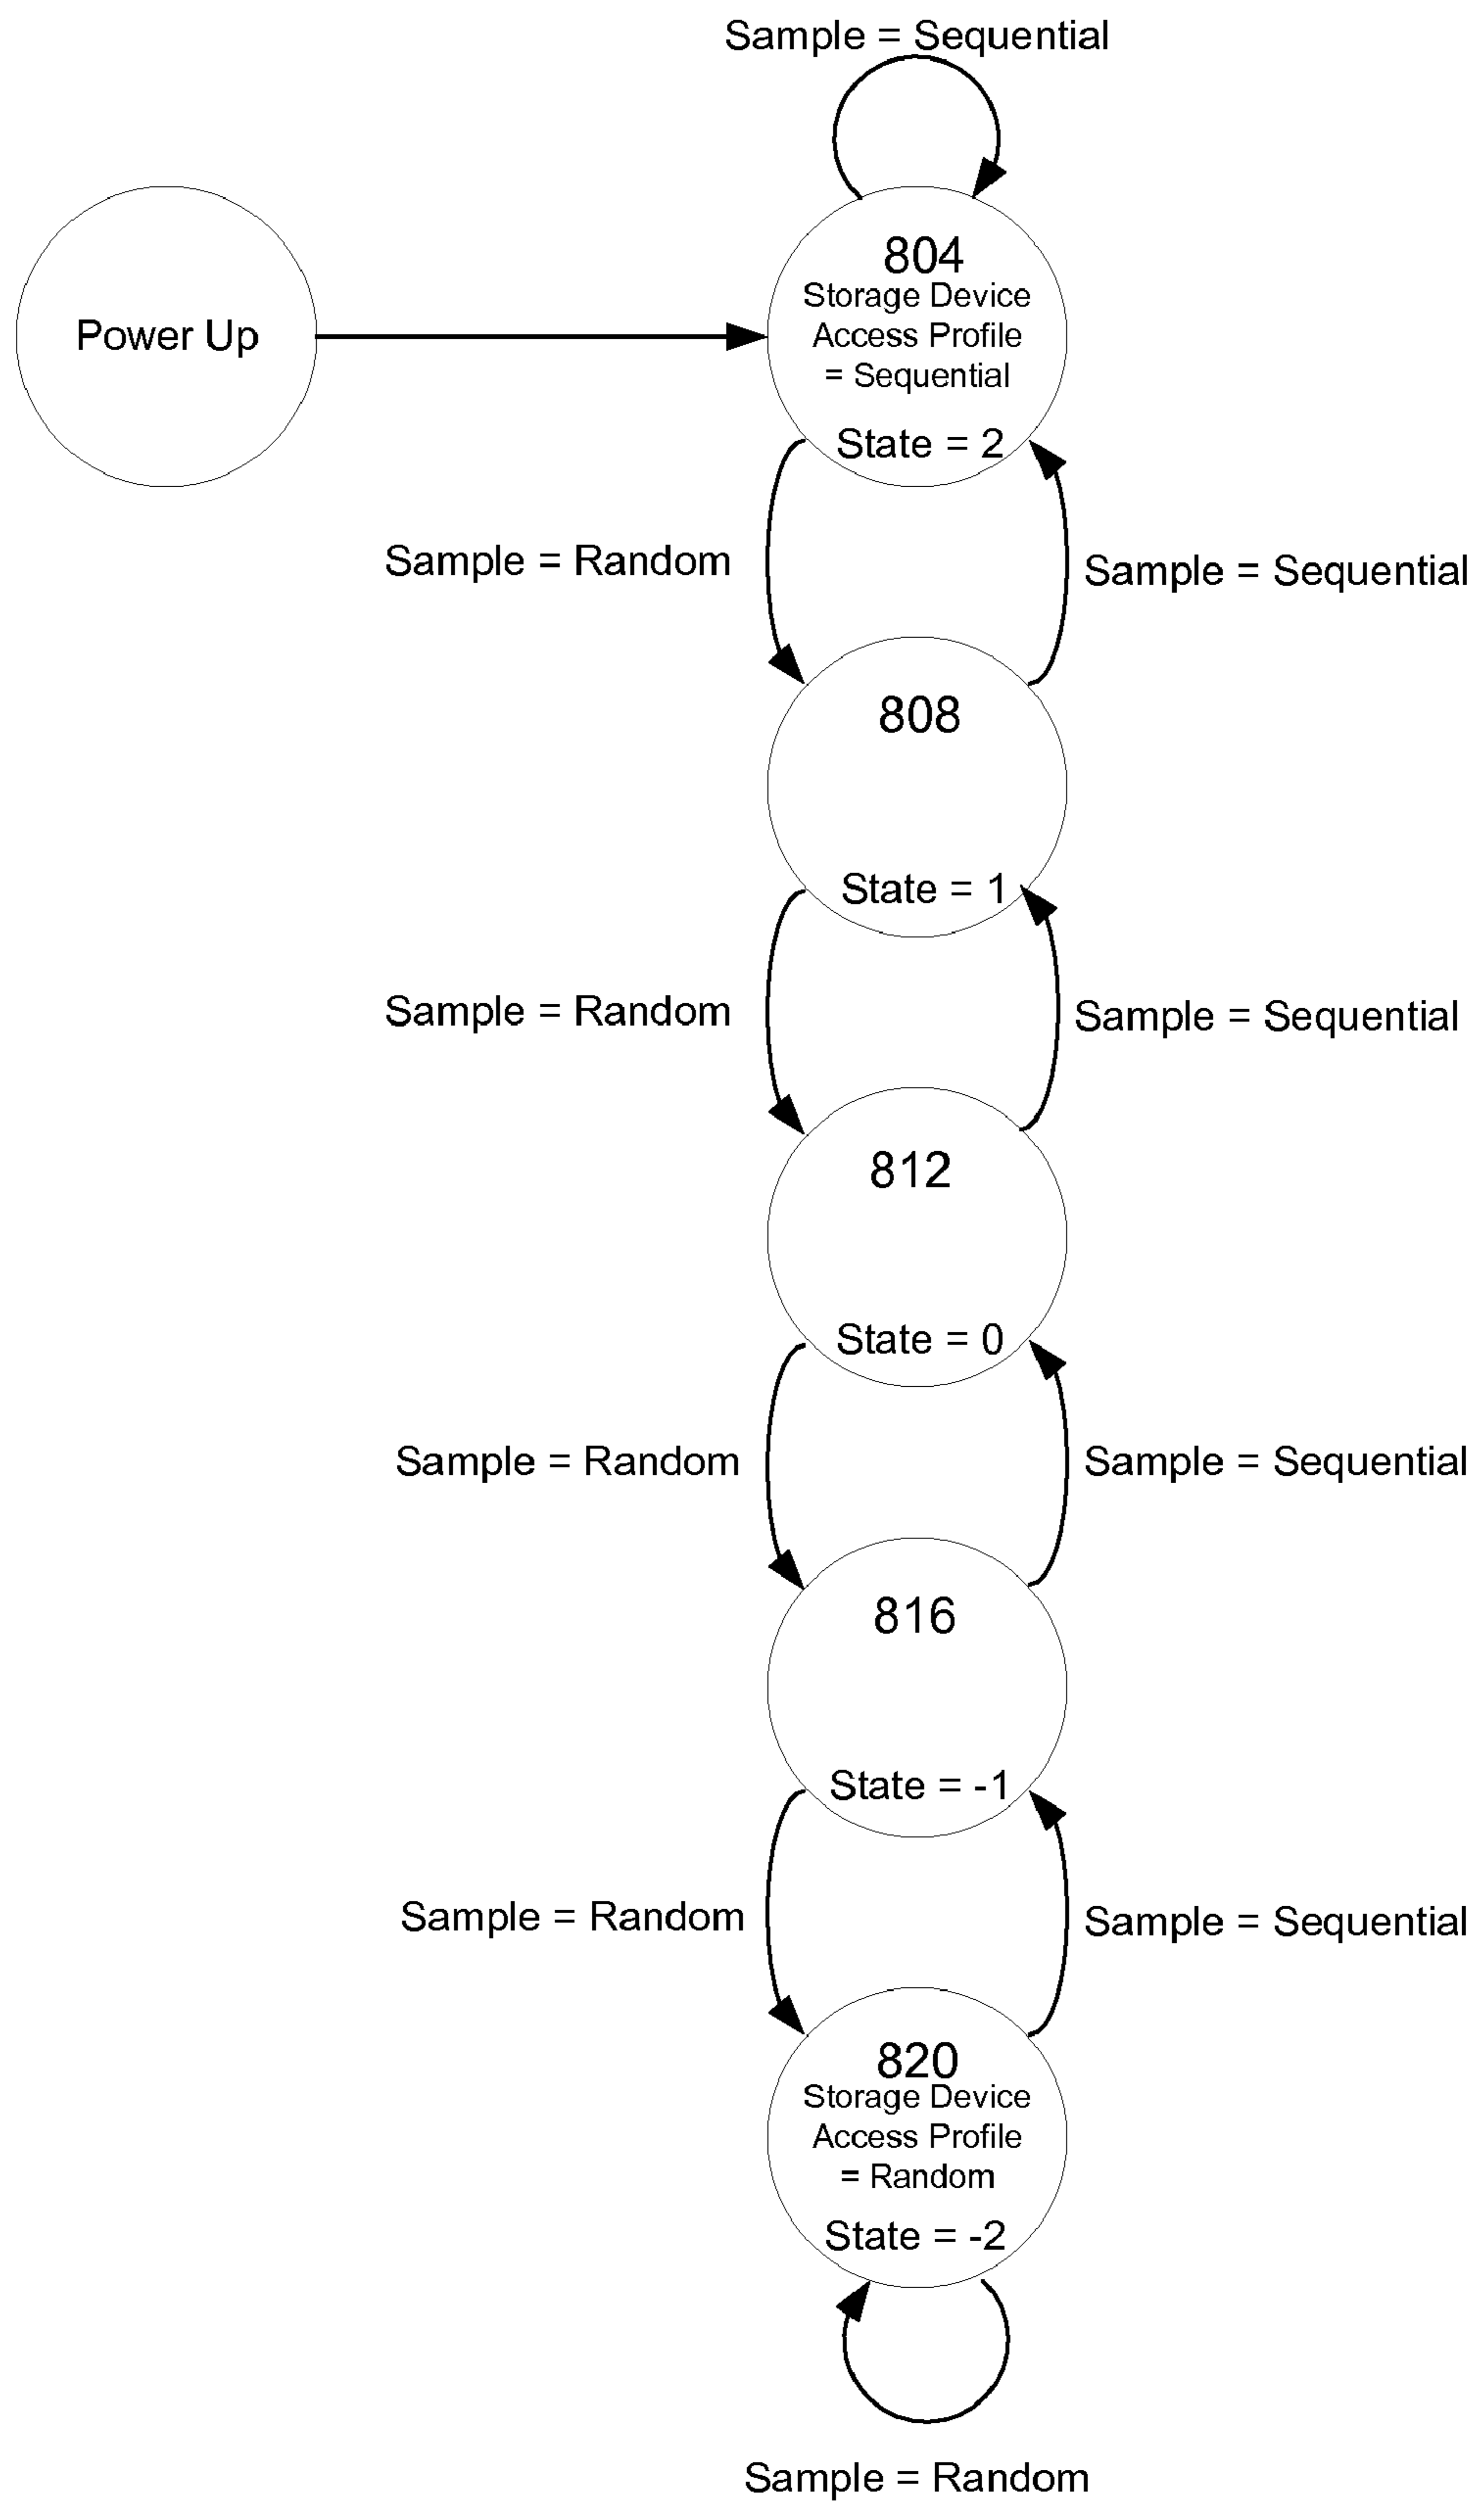 Sample = Sequential
Power Up
804
Storage Device
Access Profile
= Sequential
State = 2
Sample = Random
Sample = Sequential
808
State = 1
Sample = Random
Sample = Sequential
812
State = 0
Sample = Random
Sample = Sequential
816
State = -1
Sample = Random
Sample = Sequential
820
Storage Device
Access Profile
= Random
State = -2
Sample = Random